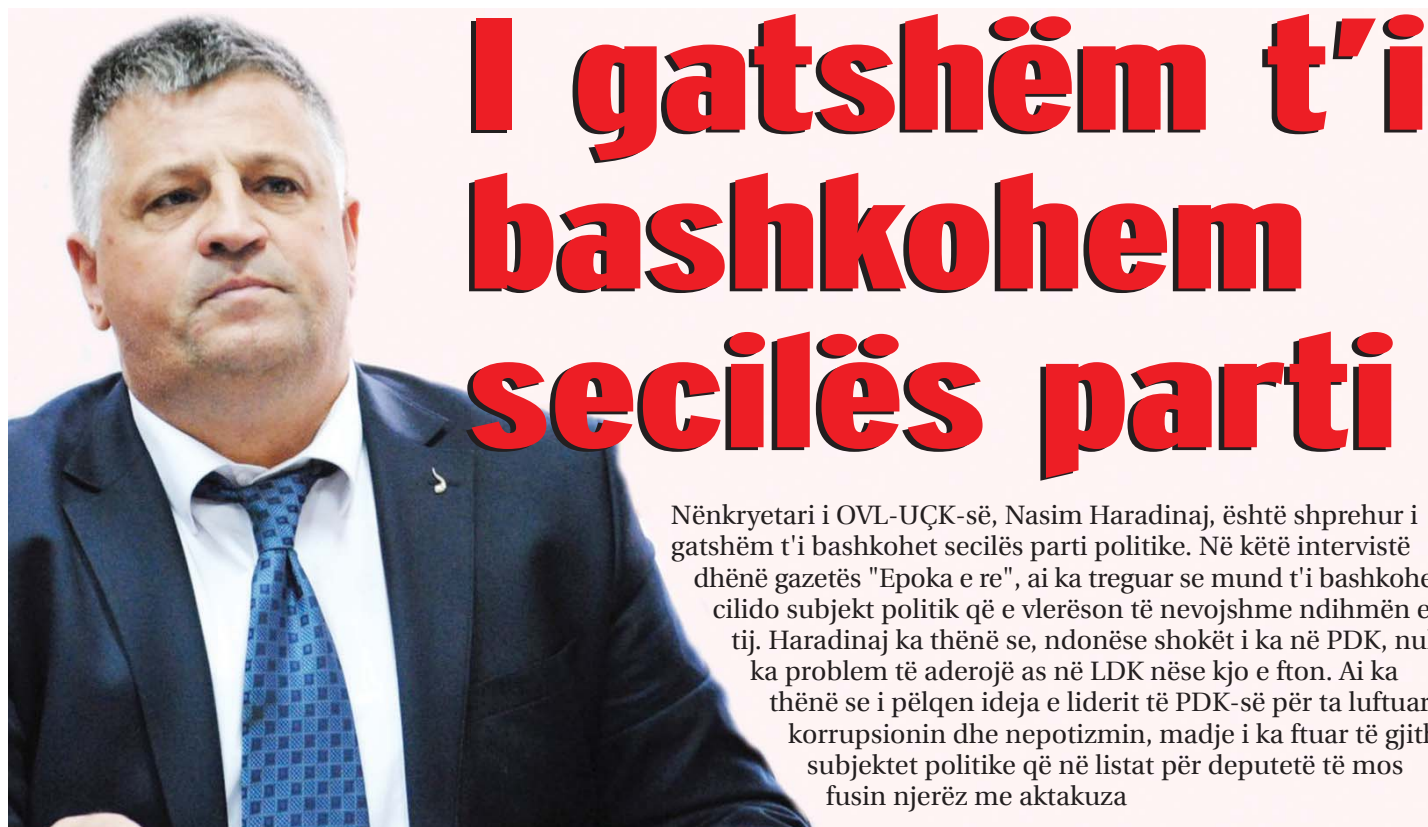 I gatshëm t'i
bashkohem
secilës parti
Nënkryetari i OVL-UÇK-së, Nasim Haradinaj, është shprehur i
gatshëm t'i bashkohet secilës parti politike. Në këtë intervistë
dhënë gazetës "Epoka e re", ai ka treguar se mund t'i
cilido subjekt politik që e vlerëson të nevojshme ndihmën e
tij. Haradinaj ka thënë se, ndonëse shokët i ka në PDK,
ka problem të aderojë as në LDK nëse kjo e fton. Ai ka
thënë se i pëlqen ideja e liderit të PDK-së për ta luftuar
korrupsionin dhe nepotizmin, madje i ka ftuar të
subjektet politike që në listat për deputetë të mos
fusin njerëz me aktakuza